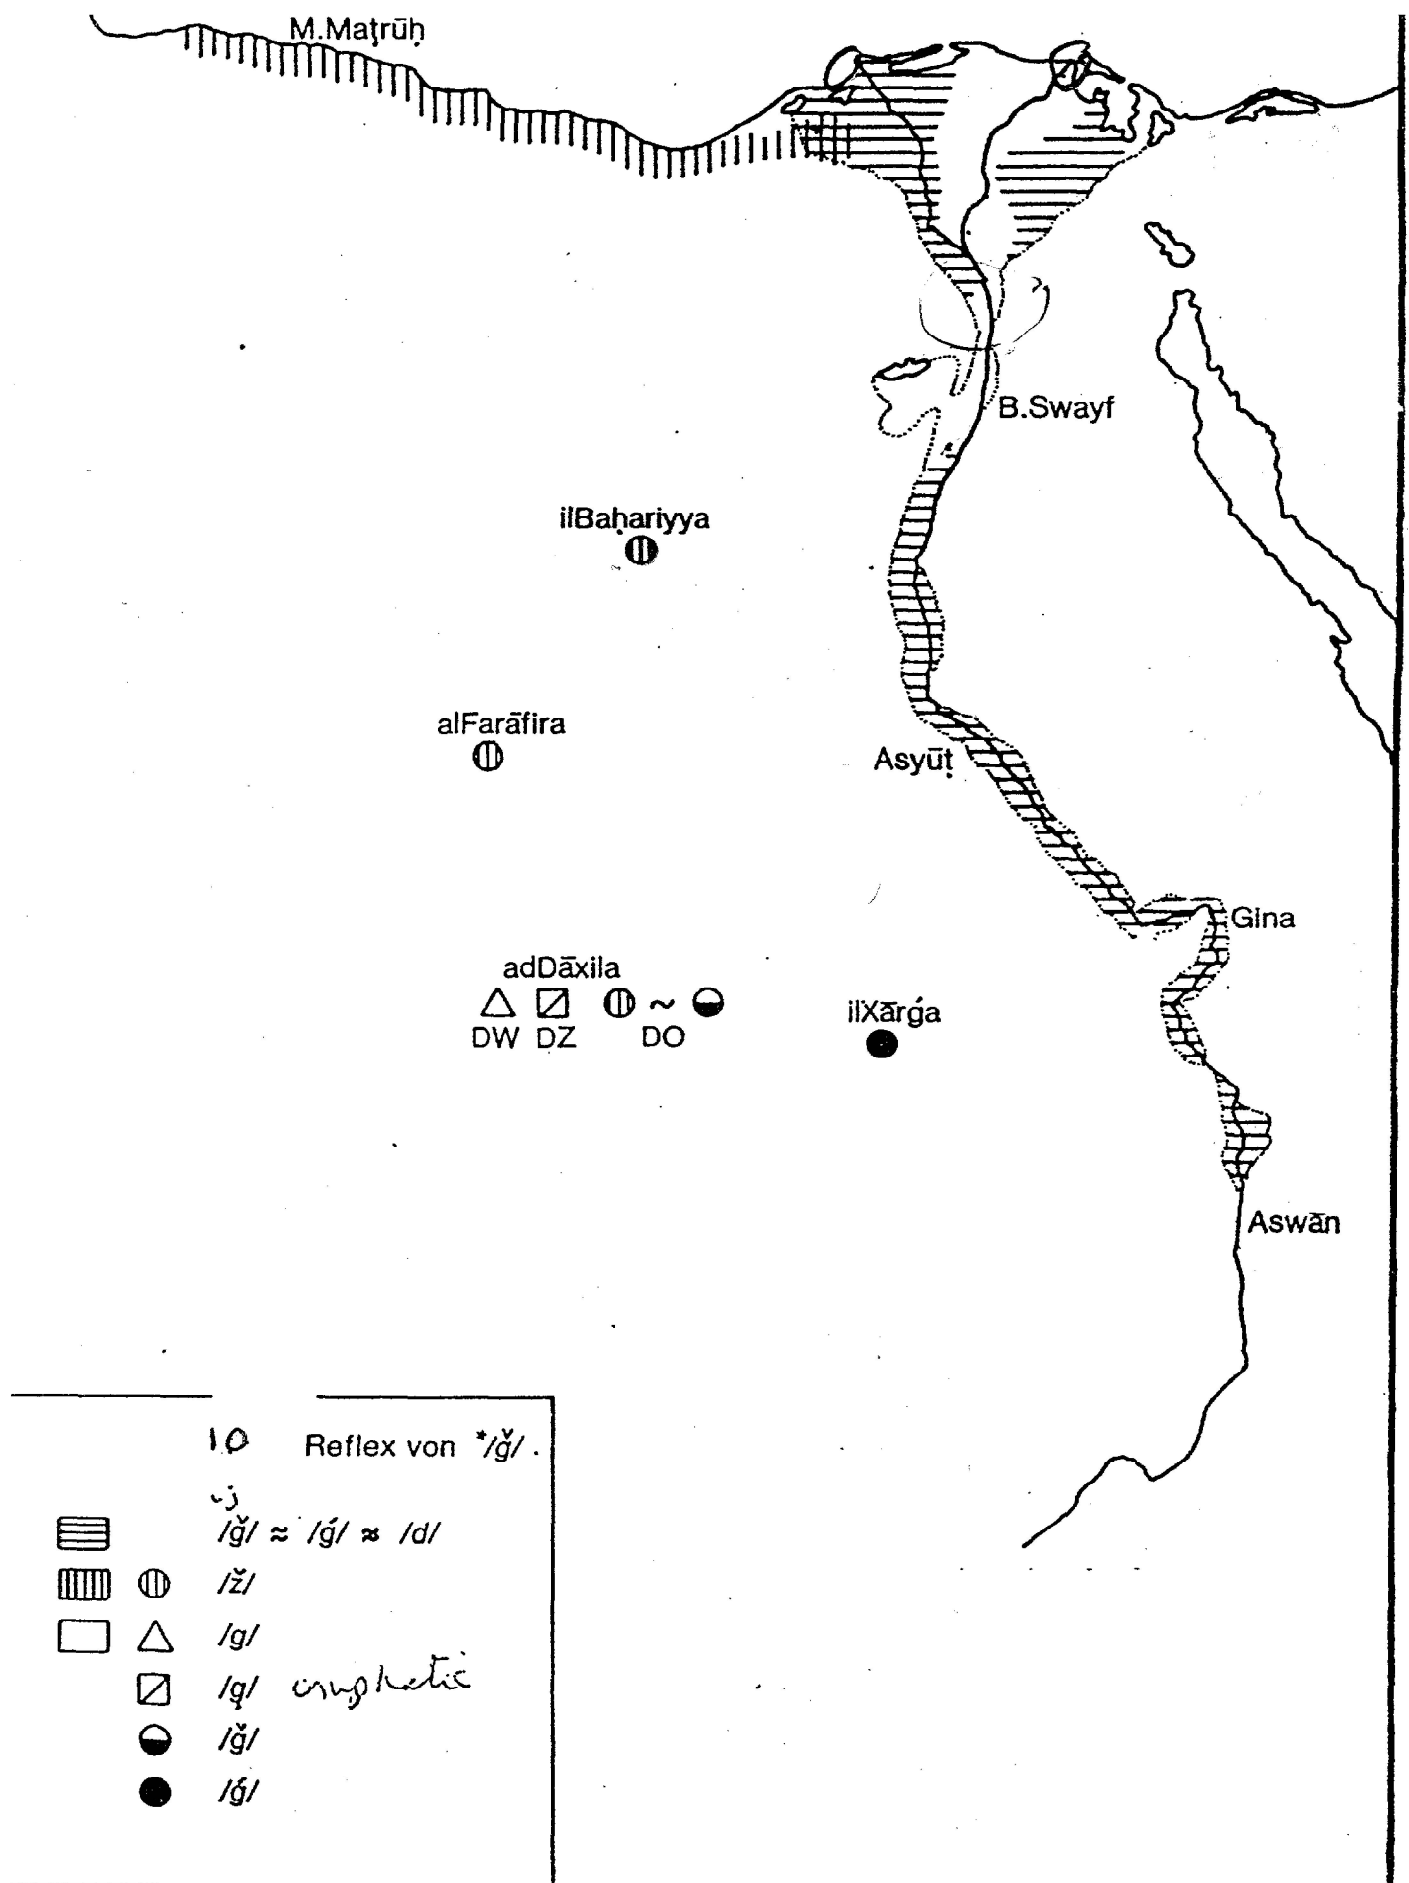 M.Maṭrūḥ
B.Swayf
ilBaḥariyya
alFarāfira
Asyūṭ
Gina
adDāxila
~
DW DZ DO
ilXārǵa
Aswān
10 Reflex von */ǧ/.
/ǧ/ ≈ /ǵ/ ≈ /d/
/ž/
/g/
/g̣/ emphatic
/ǧ/
/ǵ/